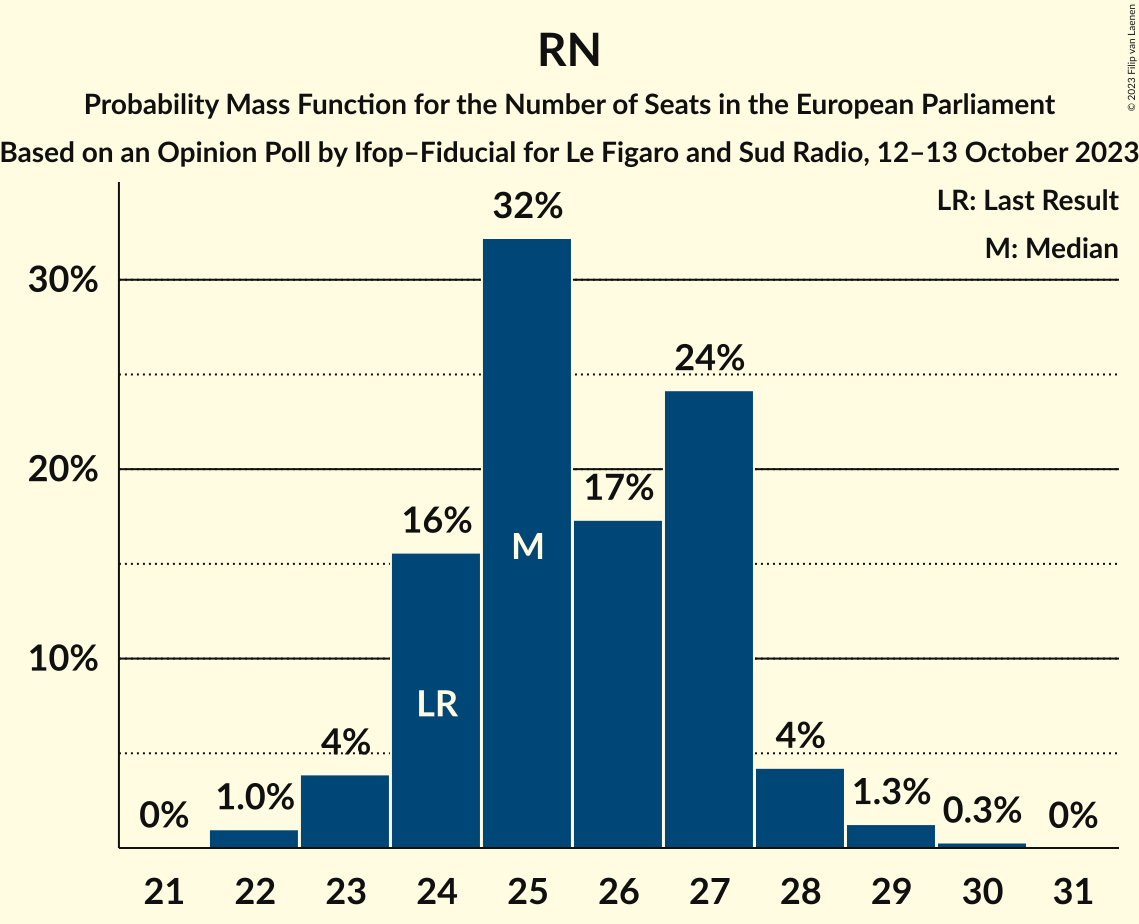 RN
Probability Mass Function for the Number of Seats in the European Parliament
Based on an Opinion Poll by Ifop–Fiducial for Le Figaro and Sud Radio, 12–13 October 2023
© 2023 Filip van Laenen
LR: Last Result
M: Median
30%
20%
10%
0%
1.0%
4%
16%
32%
17%
24%
4%
1.3%
0.3%
0%
LR
M
21 22 23 24 25 26 27 28 29 30 31